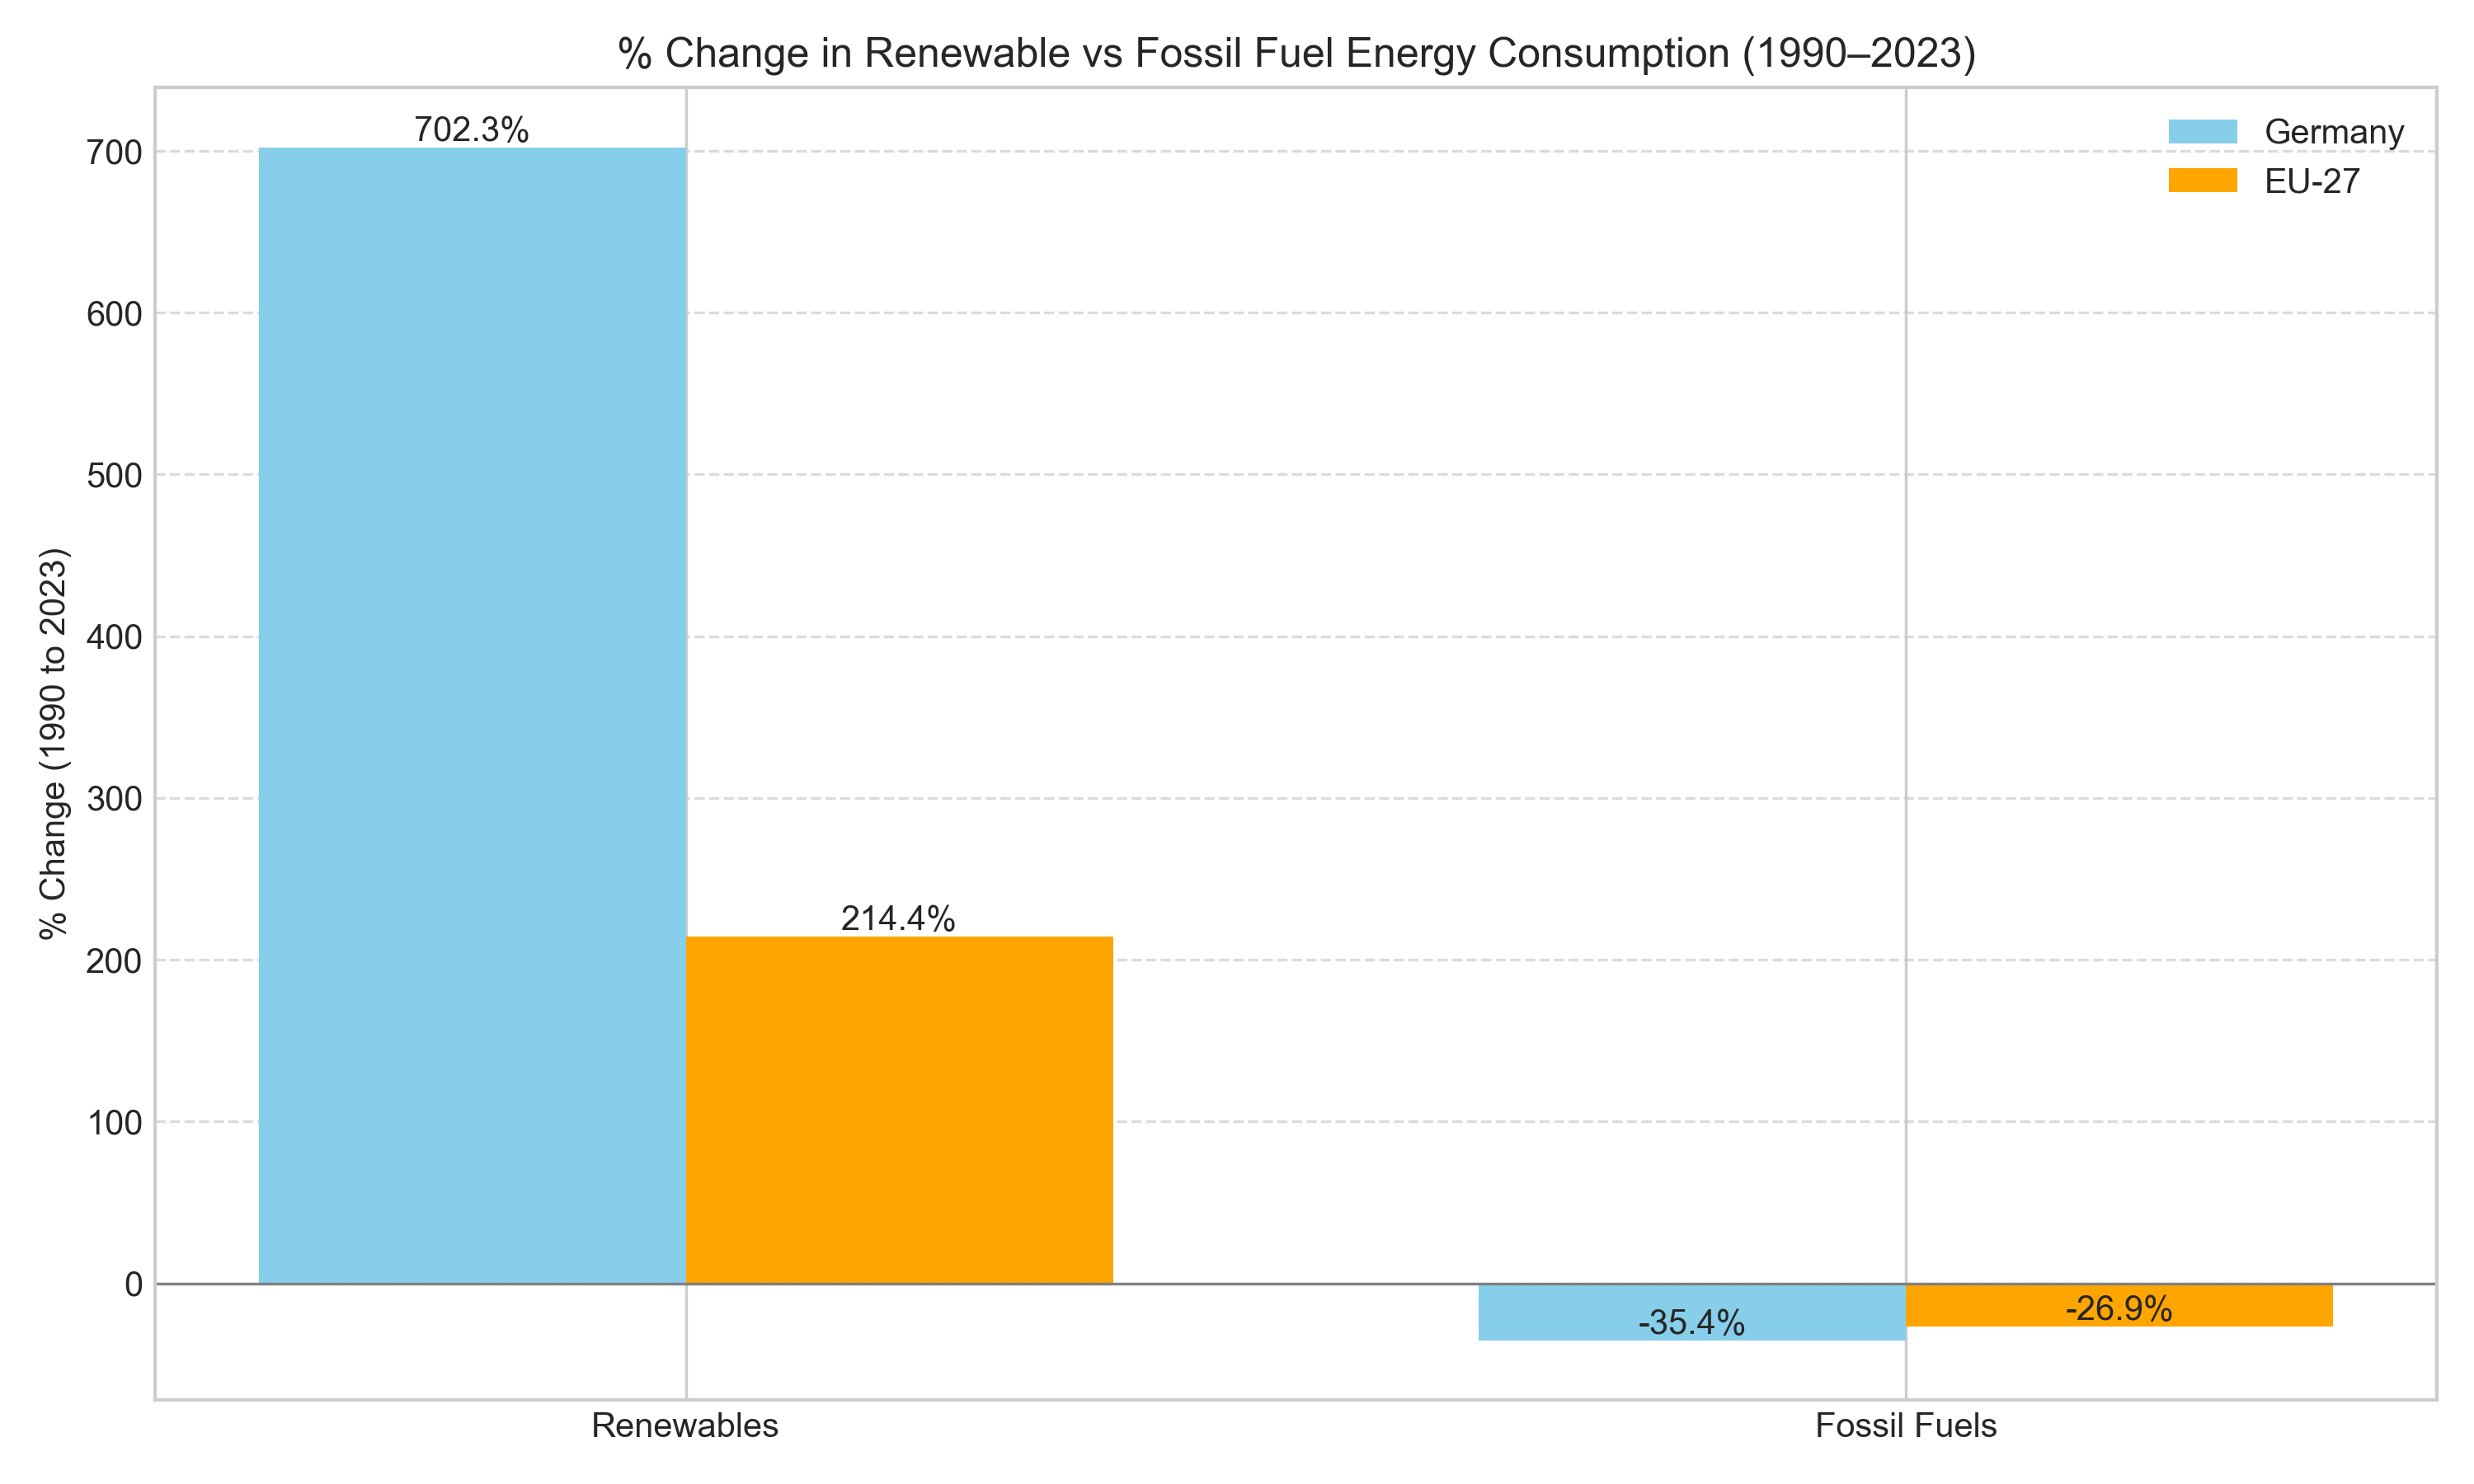 % Change in Renewable vs Fossil Fuel Energy Consumption (1990–2023)
% Change (1990 to 2023)
700
600
500
400
300
200
100
0
702.3%
214.4%
-35.4%
-26.9%
Germany
EU-27
Renewables
Fossil Fuels